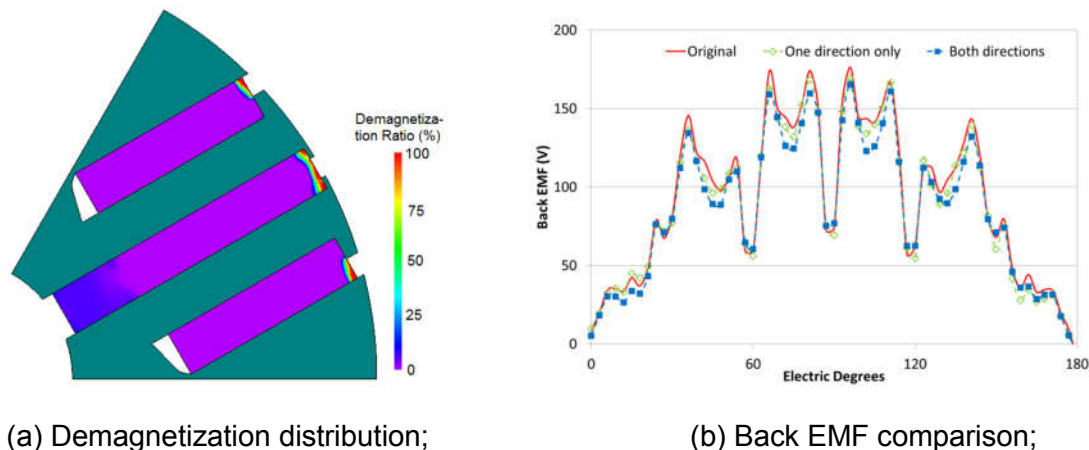 Demagnetiza-
tion Ratio (%)
100
75
50
25
0
200
150
100
50
0
Back EMF (V)
Original
One direction only
Both directions
0
60
120
180
Electric Degrees
(a) Demagnetization distribution;
(b) Back EMF comparison;